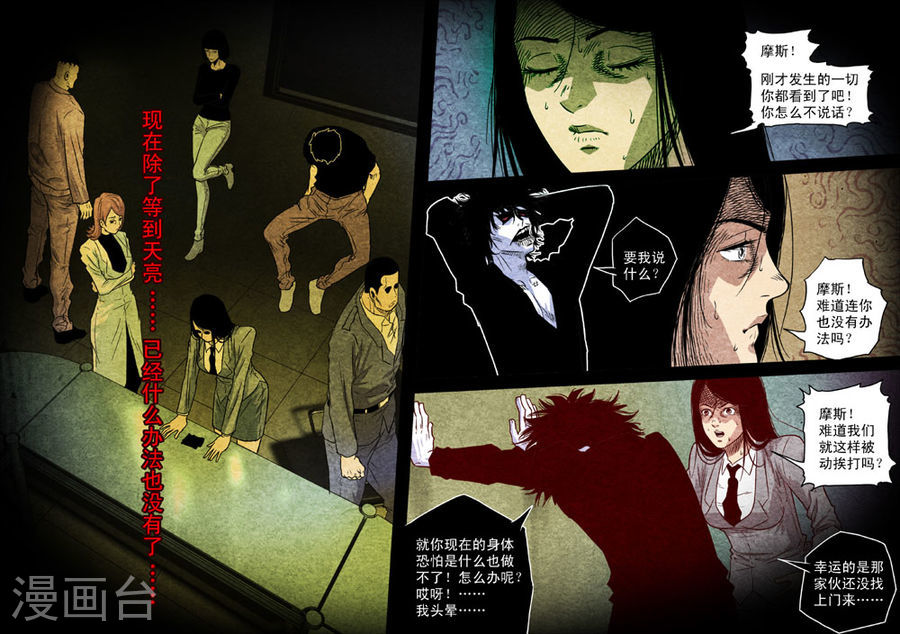 现在除了等到天亮……已经什么办法也没有了……
摩斯！
刚才发生的一切
你都看到了吧！
你怎么不说话？
要我说
什么？
摩斯！
难道连你
也没有办
法吗？
摩斯！
难道我们
就这样被
动挨打吗？
就你现在的身体
恐怕是什么也做
不了！怎么办呢？
哎呀！……
我头晕……
幸运的是那
家伙还没找
上门来……
漫画台